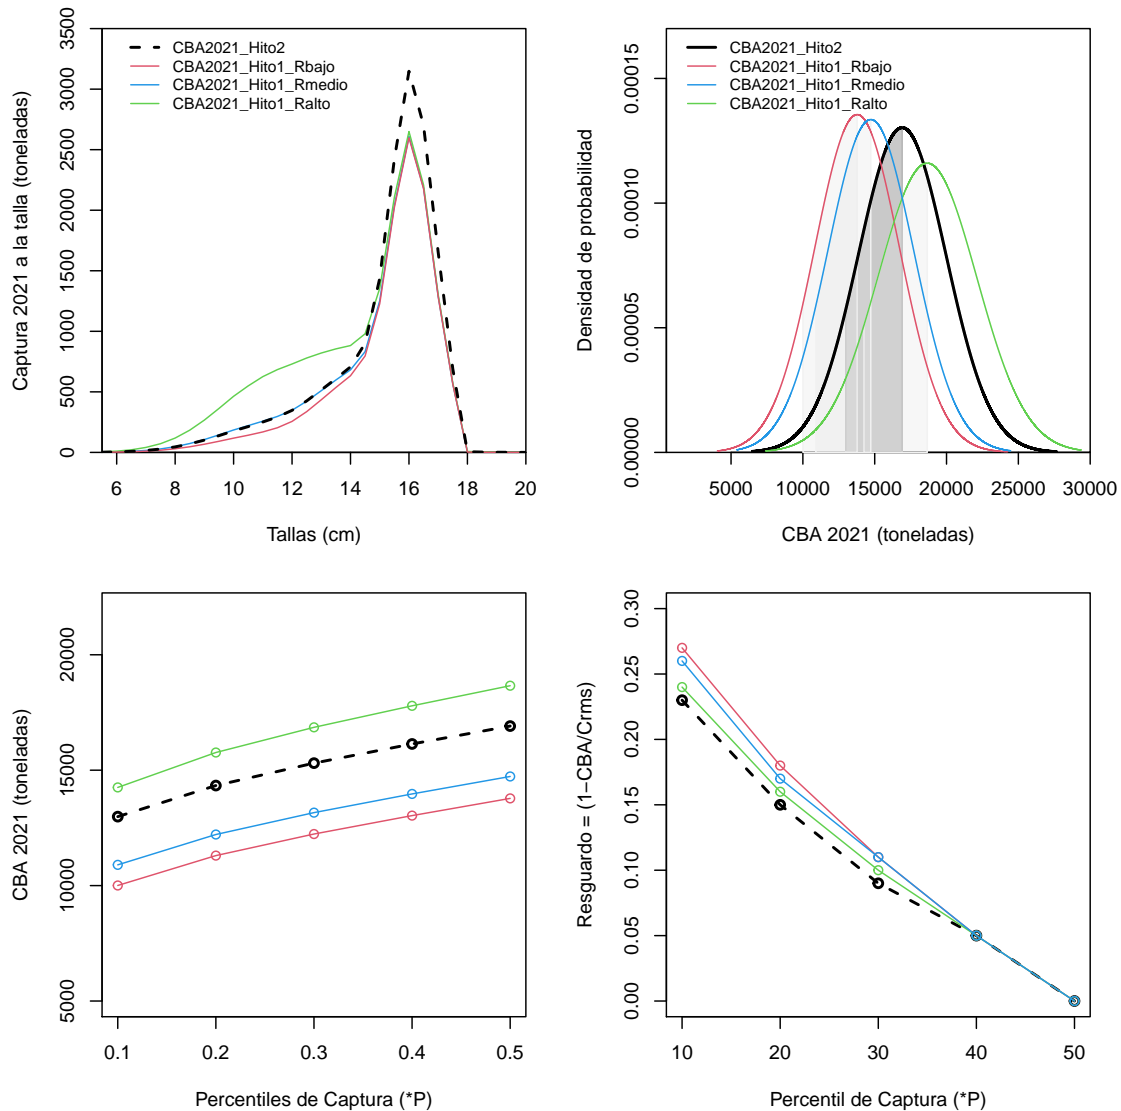 Captura 2021 a la talla (toneladas)
3500
3000
2500
2000
1500
1000
500
0
CBA2021_Hito2
CBA2021_Hito1_Rbajo
CBA2021_Hito1_Rmedio
CBA2021_Hito1_Ralto
6 8 10 12 14 16 18 20
Tallas (cm)
Densidad de probabilidad
0.00015
0.00010
0.00005
0.00000
CBA2021_Hito2
CBA2021_Hito1_Rbajo
CBA2021_Hito1_Rmedio
CBA2021_Hito1_Ralto
5000 10000 15000 20000 25000 30000
CBA 2021 (toneladas)
CBA 2021 (toneladas)
20000
15000
10000
5000
0.1 0.2 0.3 0.4 0.5
Percentiles de Captura (*P)
Resguardo = (1−CBA/Crms)
0.30
0.25
0.20
0.15
0.10
0.05
0.00
10 20 30 40 50
Percentil de Captura (*P)